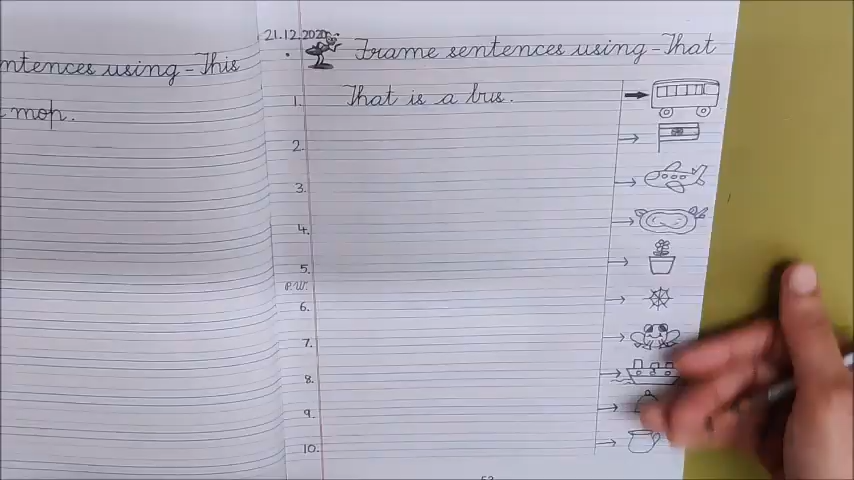 ntences using - This
mop.
21.12.2020
Frame sentences using - That
1. That is a bus.
2.
3.
4.
5.
P.W.
6.
7.
8.
9.
10.